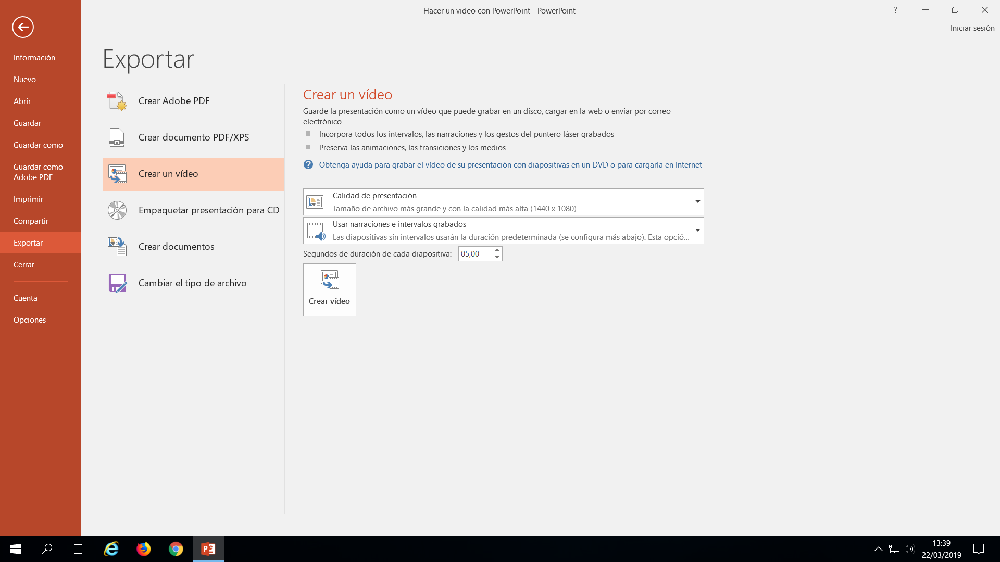 Hacer un video con PowerPoint - PowerPoint
?
Iniciar sesión
Información
Nuevo
Abrir
Guardar
Guardar como
Guardar como
Adobe PDF
Imprimir
Compartir
Exportar
Cerrar
Cuenta
Opciones
Exportar
Crear Adobe PDF
Crear documento PDF/XPS
Crear un vídeo
Empaquetar presentación para CD
Crear documentos
Cambiar el tipo de archivo
Crear un vídeo
Guarde la presentación como un vídeo que puede grabar en un disco, cargar en la web o enviar por correo
electrónico
Incorpora todos los intervalos, las narraciones y los gestos del puntero láser grabados
Preserva las animaciones, las transiciones y los medios
? Obtenga ayuda para grabar el vídeo de su presentación con diapositivas en un DVD o para cargarla en Internet
Calidad de presentación
Tamaño de archivo más grande y con la calidad más alta (1440 x 1080)
Usar narraciones e intervalos grabados
Las diapositivas sin intervalos usarán la duración predeterminada (se configura más abajo). Esta opció...
Segundos de duración de cada diapositiva: 05,00
Crear vídeo
13:39
22/03/2019